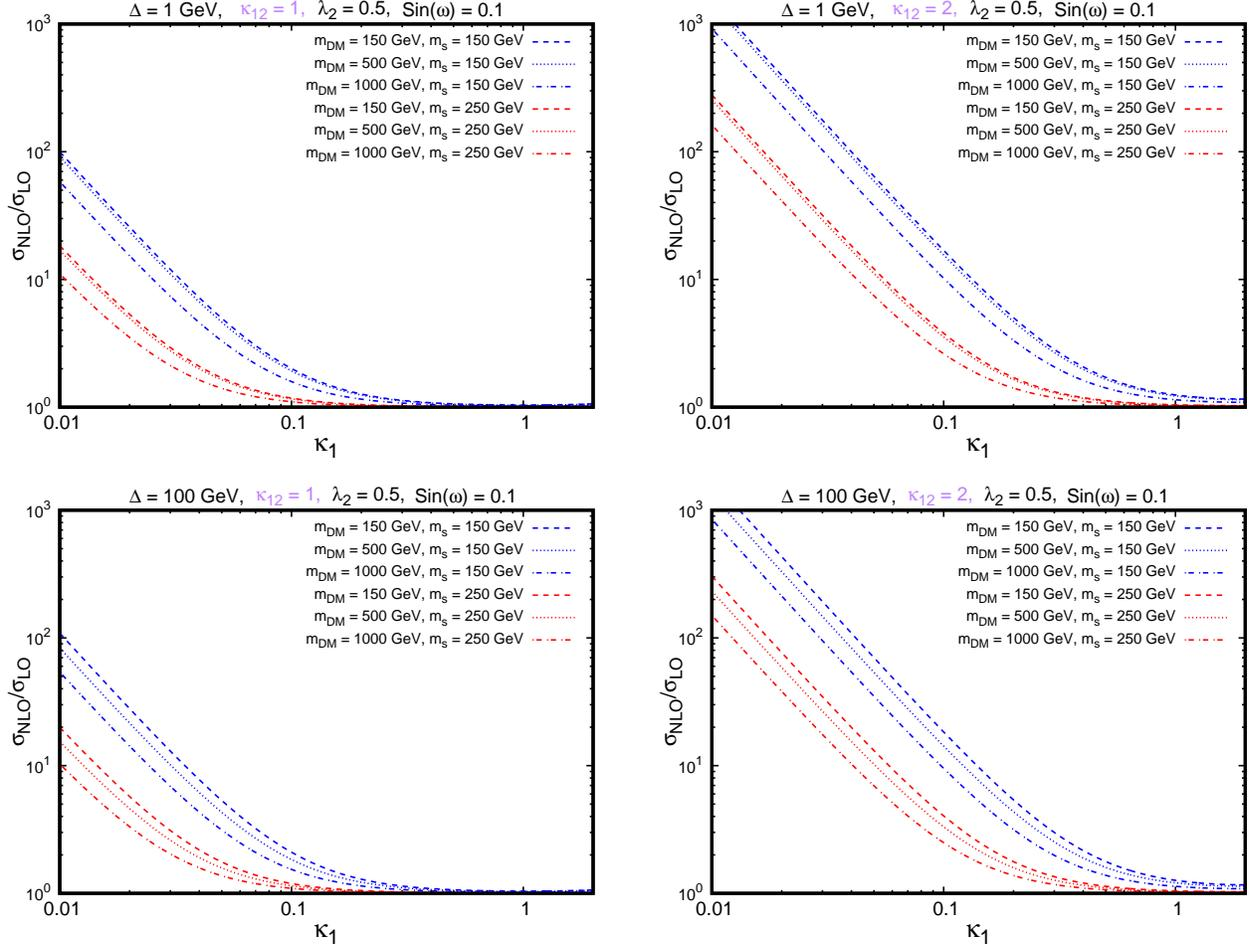 Δ = 1 GeV, κ12 = 1, λ2 = 0.5, Sin(ω) = 0.1
mDM = 150 GeV, ms = 150 GeV
mDM = 500 GeV, ms = 150 GeV
mDM = 1000 GeV, ms = 150 GeV
mDM = 150 GeV, ms = 250 GeV
mDM = 500 GeV, ms = 250 GeV
mDM = 1000 GeV, ms = 250 GeV
10^3
10^2
10^1
10^0
σNLO/σLO
0.01 0.1 1
κ1
Δ = 1 GeV, κ12 = 2, λ2 = 0.5, Sin(ω) = 0.1
mDM = 150 GeV, ms = 150 GeV
mDM = 500 GeV, ms = 150 GeV
mDM = 1000 GeV, ms = 150 GeV
mDM = 150 GeV, ms = 250 GeV
mDM = 500 GeV, ms = 250 GeV
mDM = 1000 GeV, ms = 250 GeV
10^3
10^2
10^1
10^0
σNLO/σLO
0.01 0.1 1
κ1
Δ = 100 GeV, κ12 = 1, λ2 = 0.5, Sin(ω) = 0.1
mDM = 150 GeV, ms = 150 GeV
mDM = 500 GeV, ms = 150 GeV
mDM = 1000 GeV, ms = 150 GeV
mDM = 150 GeV, ms = 250 GeV
mDM = 500 GeV, ms = 250 GeV
mDM = 1000 GeV, ms = 250 GeV
10^3
10^2
10^1
10^0
σNLO/σLO
0.01 0.1 1
κ1
Δ = 100 GeV, κ12 = 2, λ2 = 0.5, Sin(ω) = 0.1
mDM = 150 GeV, ms = 150 GeV
mDM = 500 GeV, ms = 150 GeV
mDM = 1000 GeV, ms = 150 GeV
mDM = 150 GeV, ms = 250 GeV
mDM = 500 GeV, ms = 250 GeV
mDM = 1000 GeV, ms = 250 GeV
10^3
10^2
10^1
10^0
σNLO/σLO
0.01 0.1 1
κ1